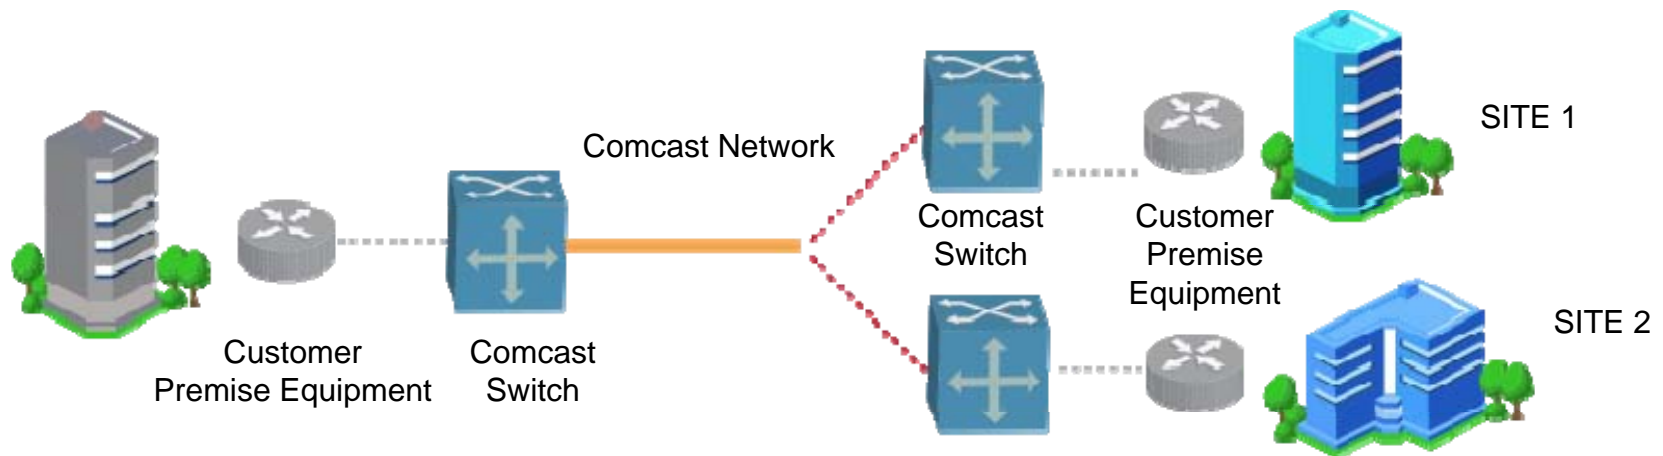 Comcast Network
SITE 1
Comcast
Switch
Customer
Premise
Equipment
SITE 2
Customer
Premise Equipment
Comcast
Switch